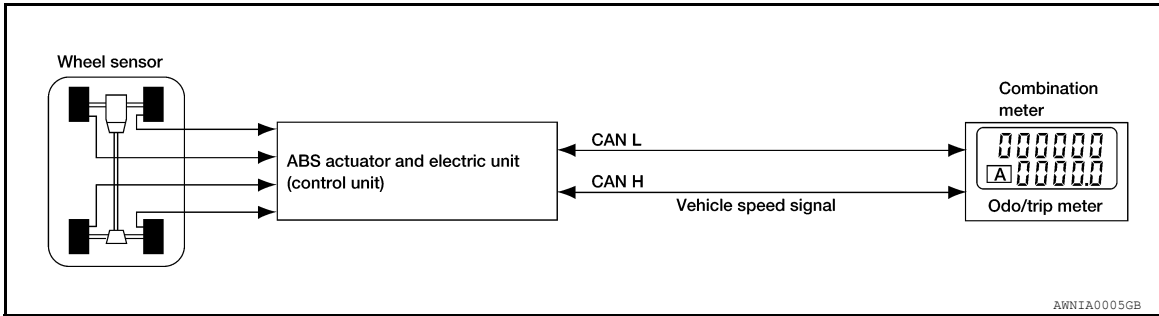 Wheel sensor
ABS actuator and electric unit
(control unit)
CAN L
CAN H
Vehicle speed signal
Combination
meter
000000
A 0000.0
Odo/trip meter
AWNIA0005GB